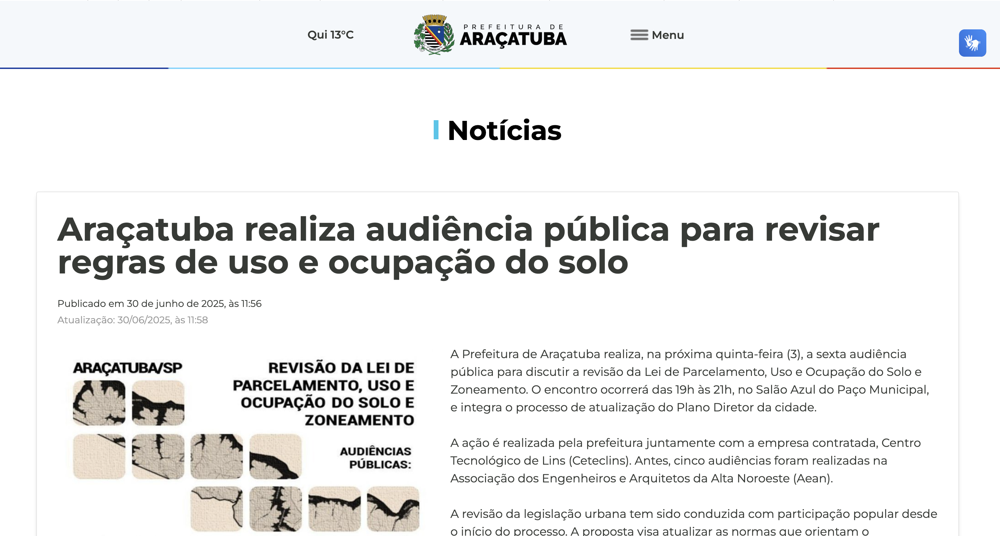 Qui 13°C
PREFEITURA DE
ARAÇATUBA
Menu
Notícias
Araçatuba realiza audiência pública para revisar
regras de uso e ocupação do solo
Publicado em 30 de junho de 2025, às 11:56
Atualização: 30/06/2025, às 11:58
ARAÇATUBA/SP
REVISÃO DA LEI DE
PARCELAMENTO, USO E
OCUPAÇÃO DO SOLO E
ZONEAMENTO
AUDIÊNCIAS
PÚBLICAS:
A Prefeitura de Araçatuba realiza, na próxima quinta-feira (3), a sexta audiência
pública para discutir a revisão da Lei de Parcelamento, Uso e Ocupação do Solo e
Zoneamento. O encontro ocorrerá das 19h às 21h, no Salão Azul do Paço Municipal,
e integra o processo de atualização do Plano Diretor da cidade.
A ação é realizada pela prefeitura juntamente com a empresa contratada, Centro
Tecnológico de Lins (Ceteclins). Antes, cinco audiências foram realizadas na
Associação dos Engenheiros e Arquitetos da Alta Noroeste (Aean).
A revisão da legislação urbana tem sido conduzida com participação popular desde
o início do processo. A proposta visa atualizar as normas que orientam o